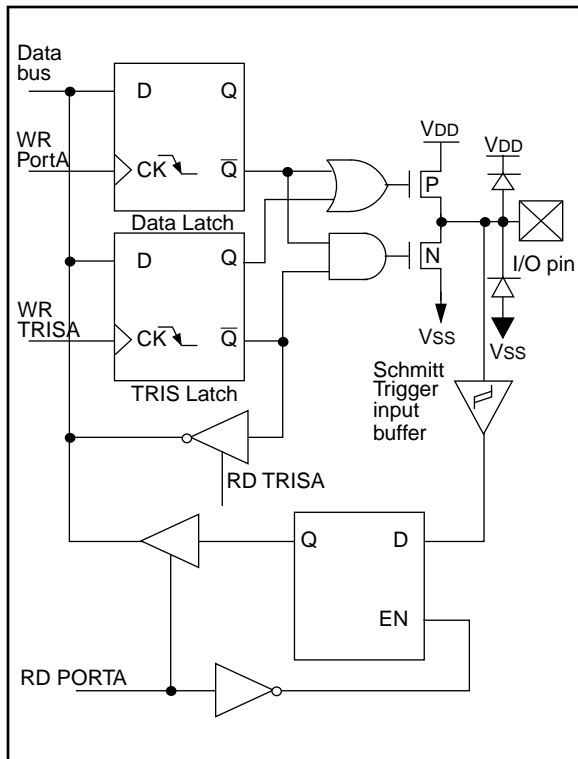 Data
bus
D
Q
WR
PortA
CK
Q̅
VDD
VDD
P
Data Latch
N
I/O pin
D
Q
WR
TRISA
CK
Q̅
VSS
VSS
TRIS Latch
Schmitt
Trigger
input
buffer
RD TRISA
Q
D
EN
RD PORTA